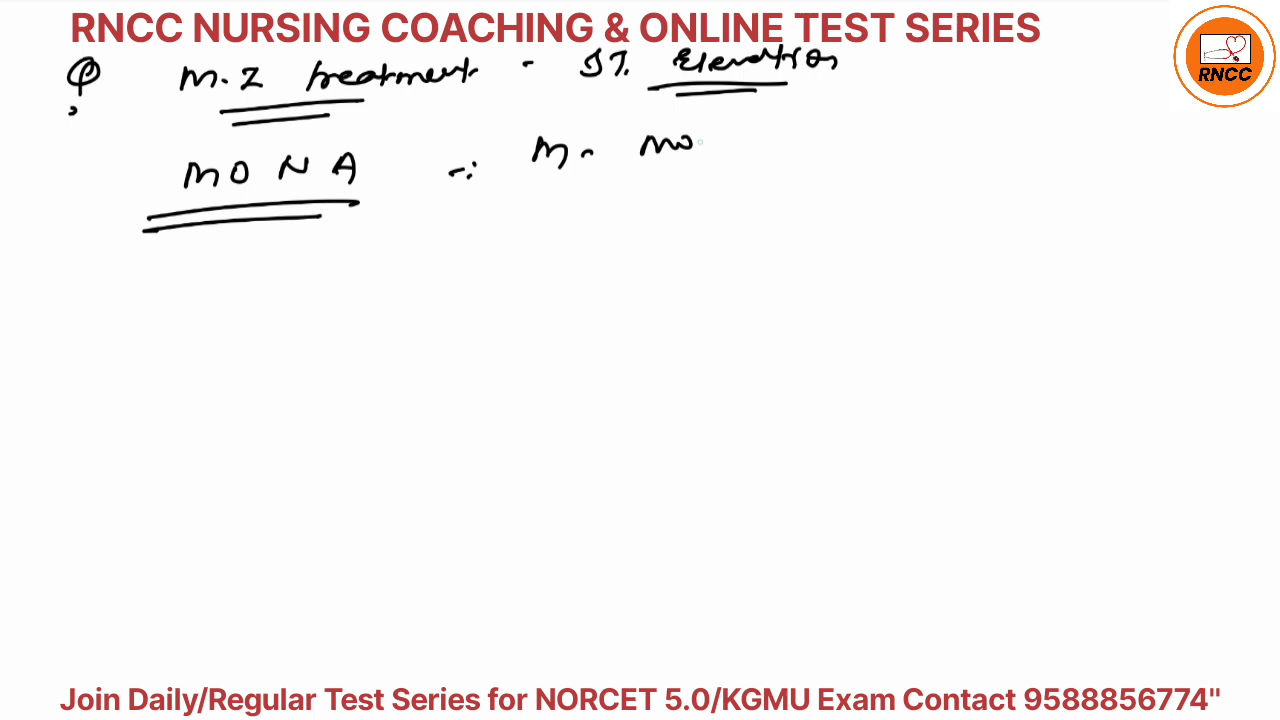 RNCC NURSING COACHING & ONLINE TEST SERIES
RNCC
Q M.I treatment - ST. Elevation
MONA -: M- Mo
Join Daily/Regular Test Series for NORCET 5.0/KGMU Exam Contact 9588856774"